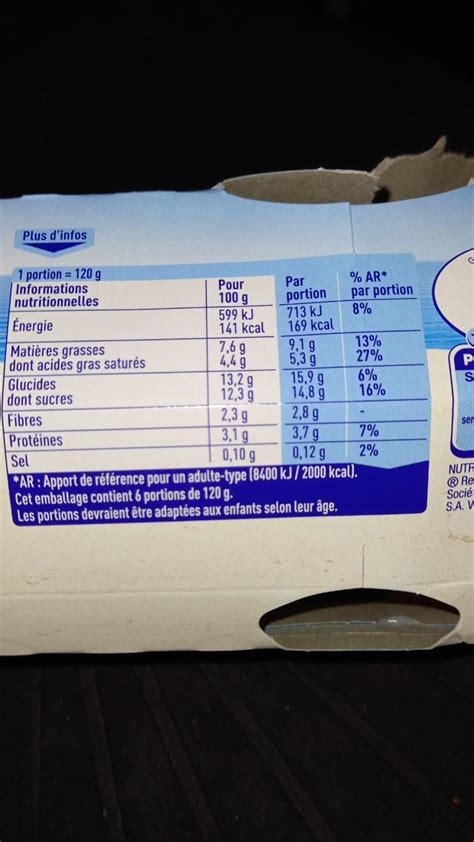 Plus d'infos
1 portion = 120 g
Informations nutritionnelles | Pour 100 g | Par portion | % AR* par portion
Énergie | 599 kJ 141 kcal | 713 kJ 169 kcal | 8%
Matières grasses | 7,6 g | 9,1 g | 13%
dont acides gras saturés | 4,4 g | 5,3 g | 27%
Glucides | 13,2 g | 15,9 g | 6%
dont sucres | 12,3 g | 14,8 g | 16%
Fibres | 2,3 g | 2,8 g | -
Protéines | 3,1 g | 3,7 g | 7%
Sel | 0,10 g | 0,12 g | 2%
*AR : Apport de référence pour un adulte-type (8400 kJ / 2000 kcal).
Cet emballage contient 6 portions de 120 g.
Les portions devraient être adaptées aux enfants selon leur âge.
NUTR
® Re
Socié
S.A. V